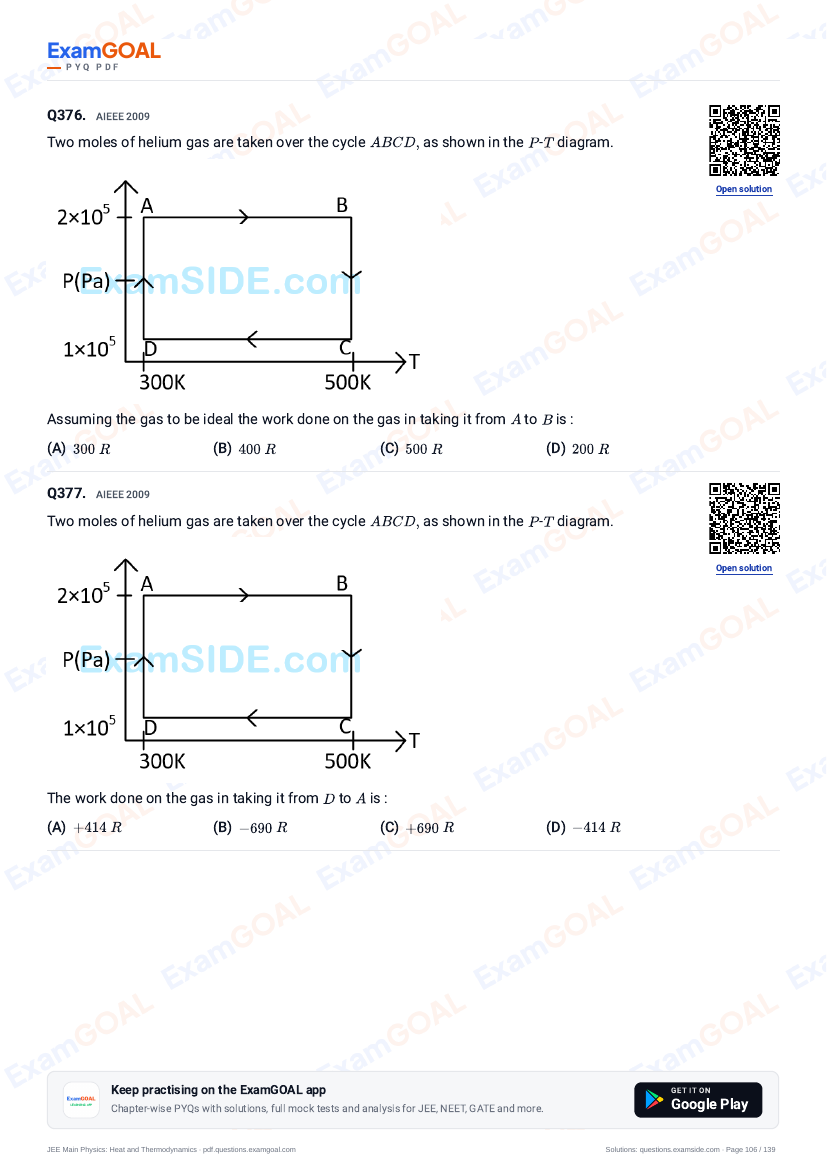 ExamGOAL
PYQ PDF
Q376. AIEEE 2009
Two moles of helium gas are taken over the cycle ABCD, as shown in the P-T diagram.
Open solution
A B
2×10⁵
ExamSIDE.com
P(Pa)
1×10⁵ D C
T
300K 500K
Assuming the gas to be ideal the work done on the gas in taking it from A to B is :
(A) 300 R (B) 400 R (C) 500 R (D) 200 R
Q377. AIEEE 2009
Two moles of helium gas are taken over the cycle ABCD, as shown in the P-T diagram.
Open solution
A B
2×10⁵
ExamSIDE.com
P(Pa)
1×10⁵ D C
T
300K 500K
The work done on the gas in taking it from D to A is :
(A) +414 R (B) −690 R (C) +690 R (D) −414 R
Keep practising on the ExamGOAL app
Chapter-wise PYQs with solutions, full mock tests and analysis for JEE, NEET, GATE and more.
GET IT ON
Google Play
JEE Main Physics: Heat and Thermodynamics · pdf.questions.examgoal.com
Solutions: questions.examside.com · Page 106 / 139